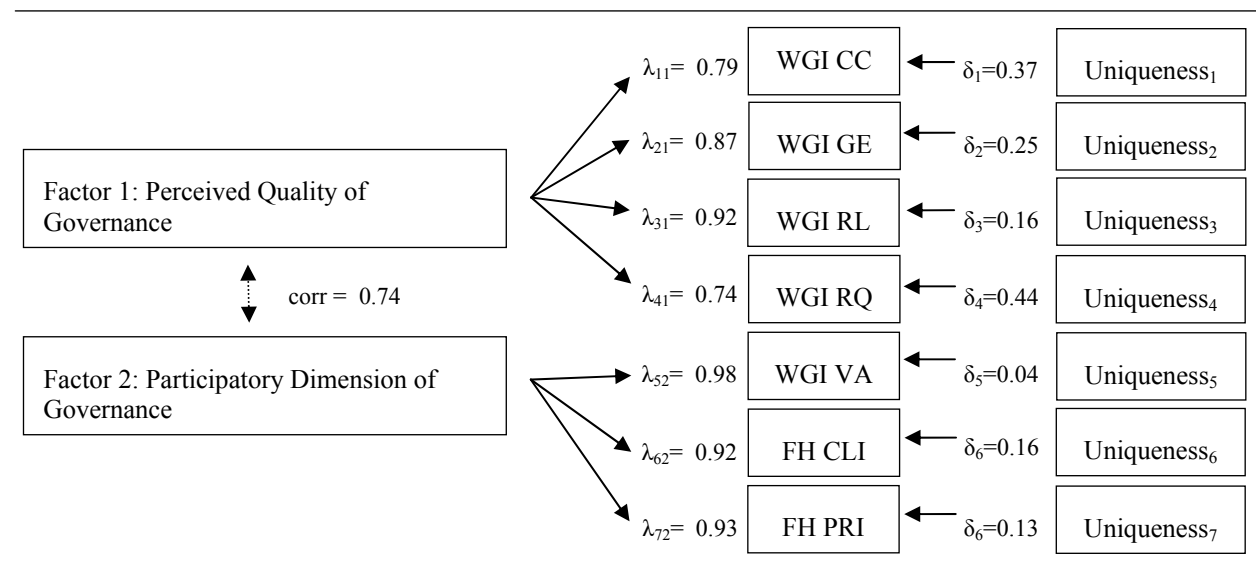 λ₁₁= 0.79 WGI CC δ₁=0.37 Uniqueness₁
λ₂₁= 0.87 WGI GE δ₂=0.25 Uniqueness₂
Factor 1: Perceived Quality of
Governance
λ₃₁= 0.92 WGI RL δ₃=0.16 Uniqueness₃
λ₄₁= 0.74 WGI RQ δ₄=0.44 Uniqueness₄
corr = 0.74
Factor 2: Participatory Dimension of
Governance
λ₅₂= 0.98 WGI VA δ₅=0.04 Uniqueness₅
λ₆₂= 0.92 FH CLI δ₆=0.16 Uniqueness₆
λ₇₂= 0.93 FH PRI δ₆=0.13 Uniqueness₇